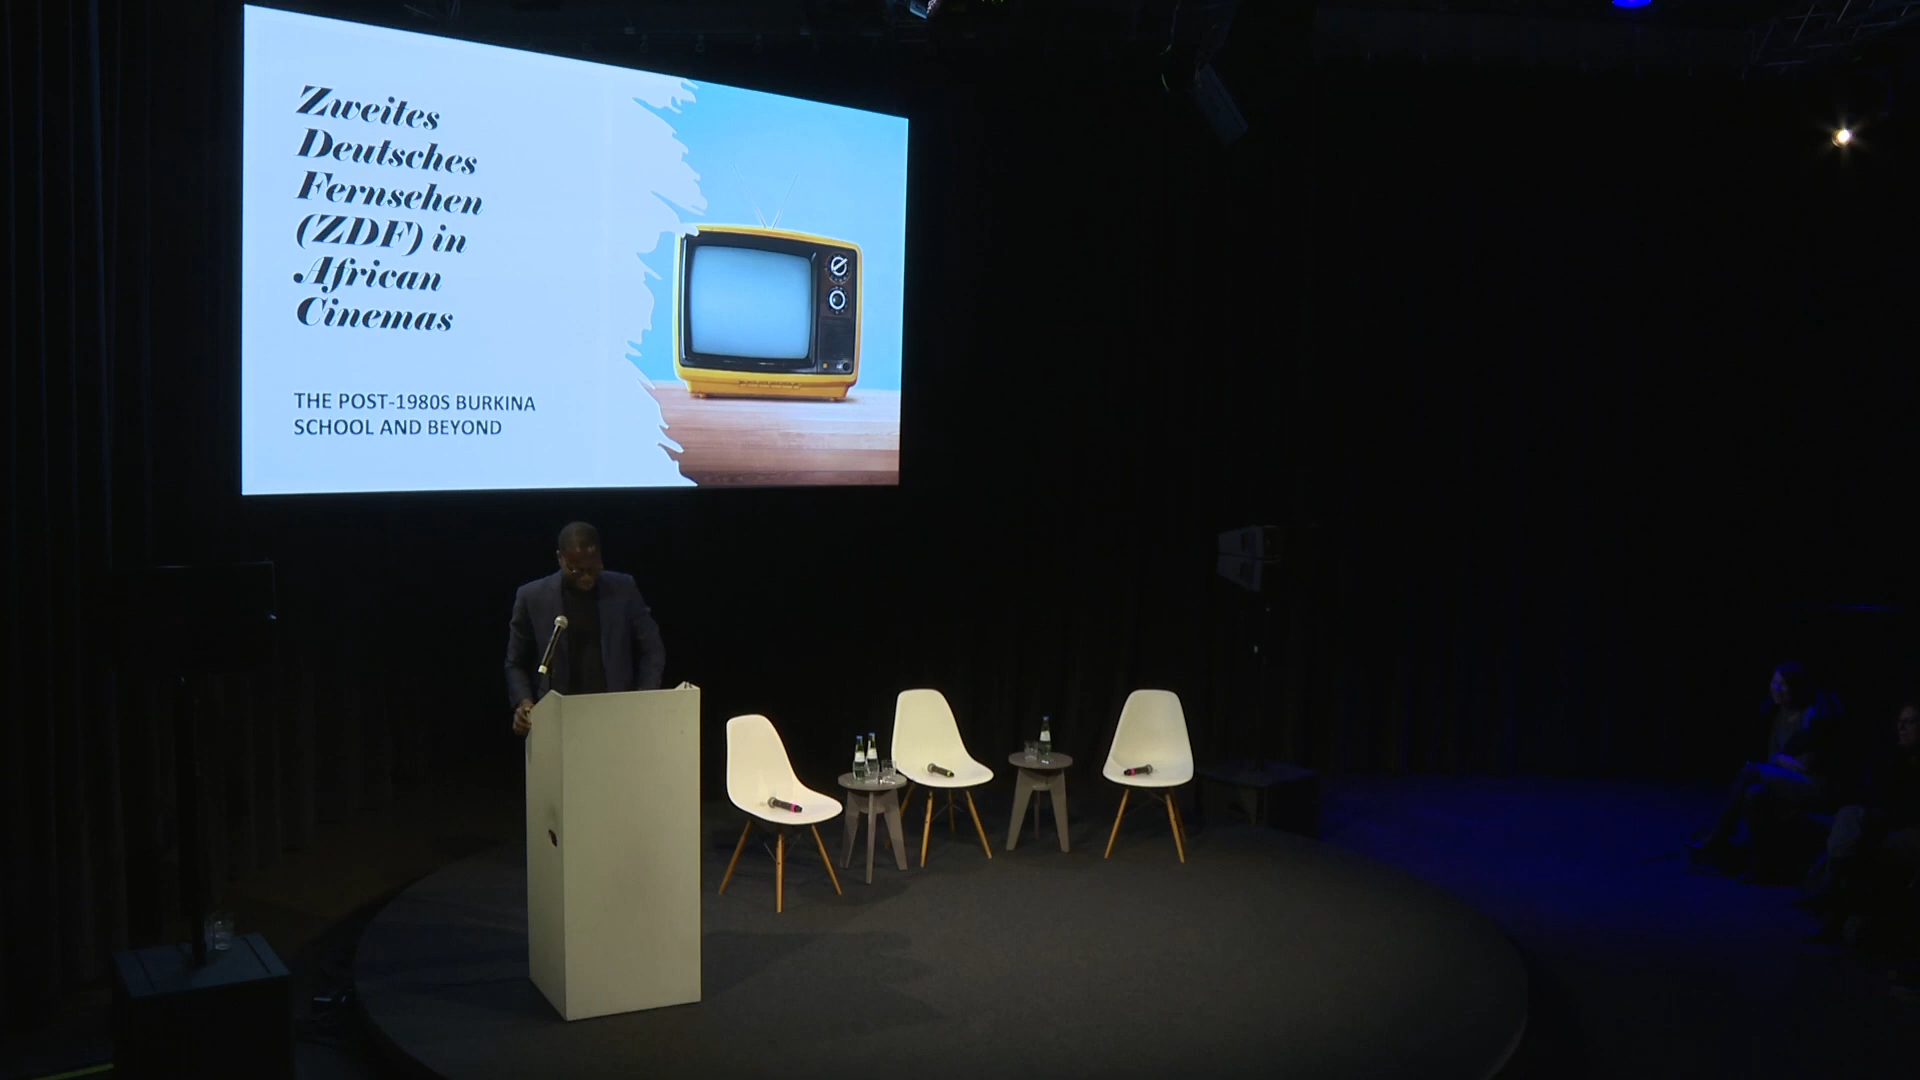 Zweites
Deutsches
Fernsehen
(ZDF) in
African
Cinemas
THE POST-1980S BURKINA
SCHOOL AND BEYOND